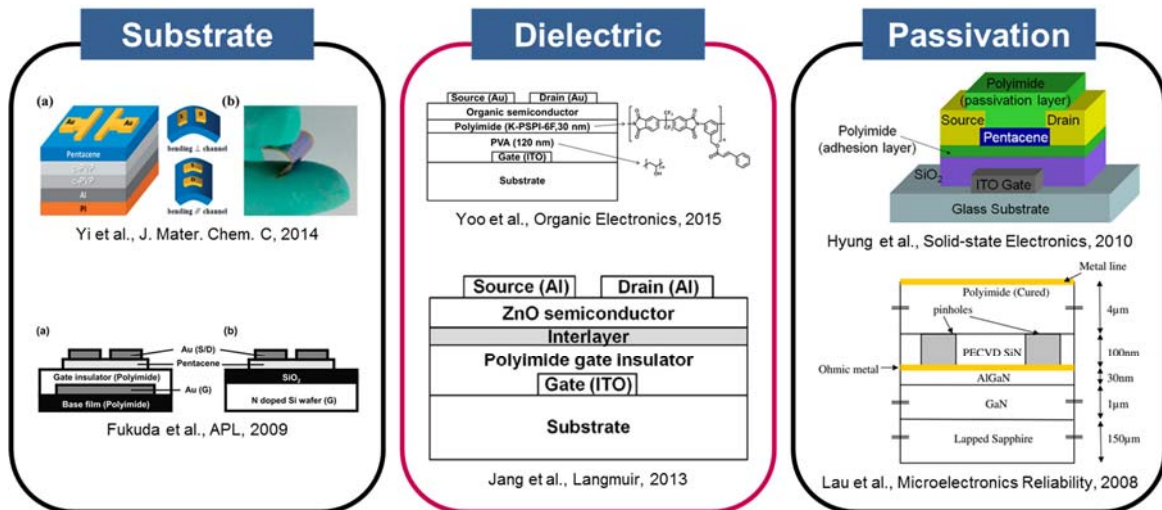 Substrate
(a)
(b)
Au
Au
Pentacene
c-PVP
Al
PI
bending ⊥ channel
bending // channel
Yi et al., J. Mater. Chem. C, 2014
(a)
(b)
Au (S/D)
Pentacene
Gate insulator (Polyimide)
SiO2
Au (G)
Base film (Polyimide)
N doped Si wafer (G)
Fukuda et al., APL, 2009
Dielectric
Source (Au)
Drain (Au)
Organic semiconductor
Polyimide (K-PSPI-6F,30 nm)
PVA (120 nm)
Gate (ITO)
Substrate
Yoo et al., Organic Electronics, 2015
Source (Al)
Drain (Al)
ZnO semiconductor
Interlayer
Polyimide gate insulator
Gate (ITO)
Substrate
Jang et al., Langmuir, 2013
Passivation
Polyimide
(passivation layer)
Source
Drain
Pentacene
Polyimide
(adhesion layer)
SiO2
ITO Gate
Glass Substrate
Hyung et al., Solid-state Electronics, 2010
Metal line
Polyimide (Cured)
4μm
pinholes
PECVD SiN
100nm
Ohmic metal
AlGaN
30nm
GaN
1μm
Lapped Sapphire
150μm
Lau et al., Microelectronics Reliability, 2008